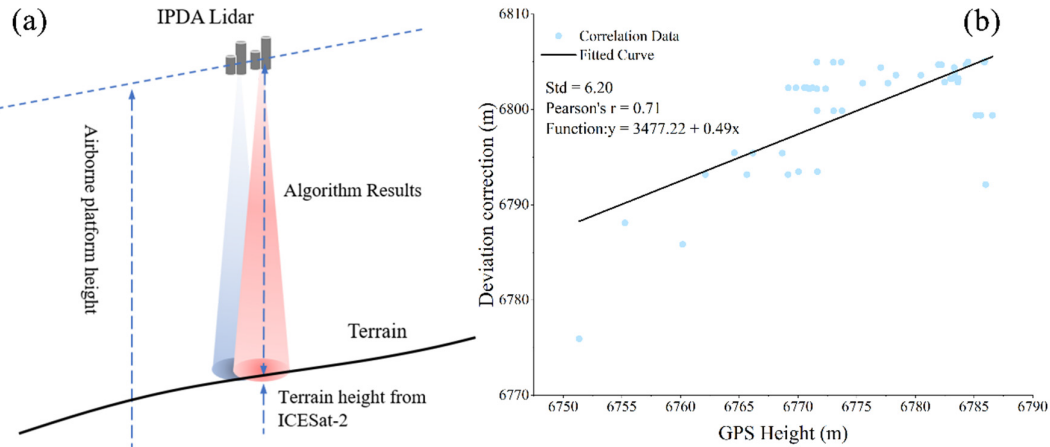 (a)
IPDA Lidar
Airborne platform height
Algorithm Results
Terrain
Terrain height from
ICESat-2
(b)
Correlation Data
Fitted Curve
Std = 6.20
Pearson's r = 0.71
Function:y = 3477.22 + 0.49x
Deviation correction (m)
6810
6800
6790
6780
6770
6750 6755 6760 6765 6770 6775 6780 6785 6790
GPS Height (m)